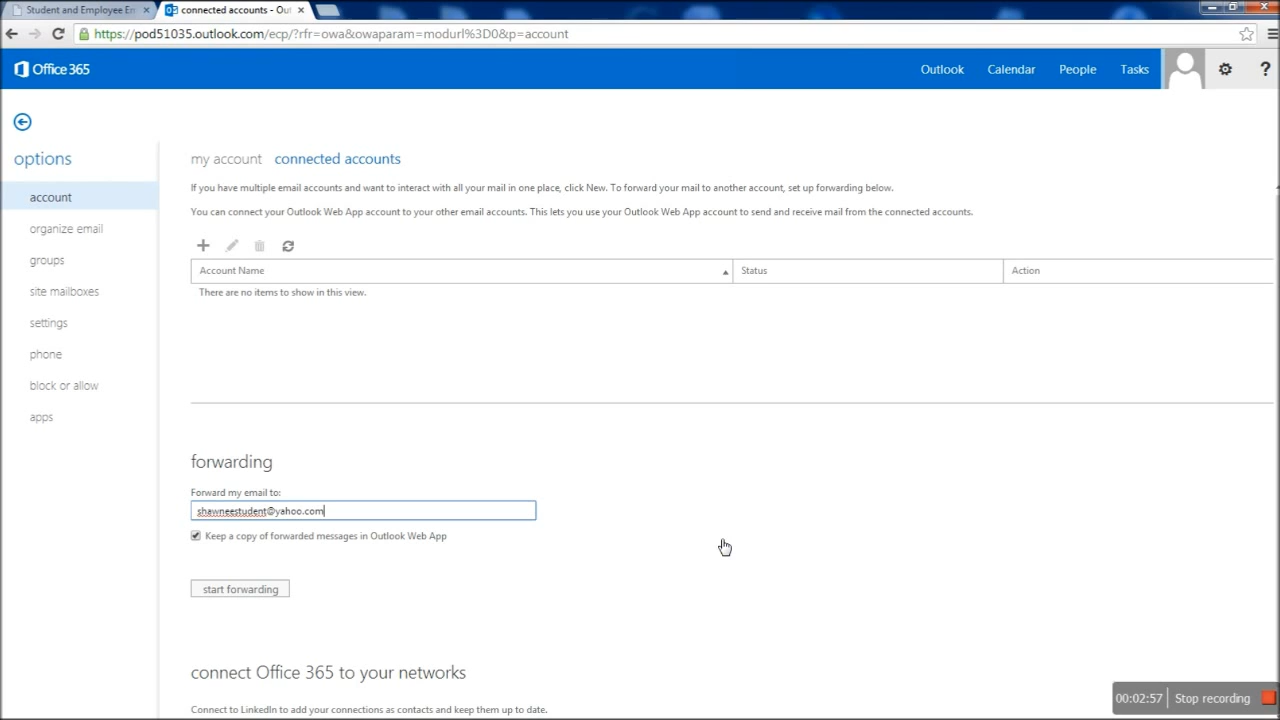 Student and Employee En
connected accounts - Ou
https://pod51035.outlook.com/ecp/?rfr=owa&owaparam=modurl%3D0&p=account
Office 365
Outlook Calendar People Tasks
?
options
account
organize email
groups
site mailboxes
settings
phone
block or allow
apps
my account connected accounts
If you have multiple email accounts and want to interact with all your mail in one place, click New. To forward your mail to another account, set up forwarding below.
You can connect your Outlook Web App account to your other email accounts. This lets you use your Outlook Web App account to send and receive mail from the connected accounts.
Account Name Status Action
There are no items to show in this view.
forwarding
Forward my email to:
shawneestudent@yahoo.com
Keep a copy of forwarded messages in Outlook Web App
start forwarding
connect Office 365 to your networks
Connect to LinkedIn to add your connections as contacts and keep them up to date.
00:02:57 Stop recording